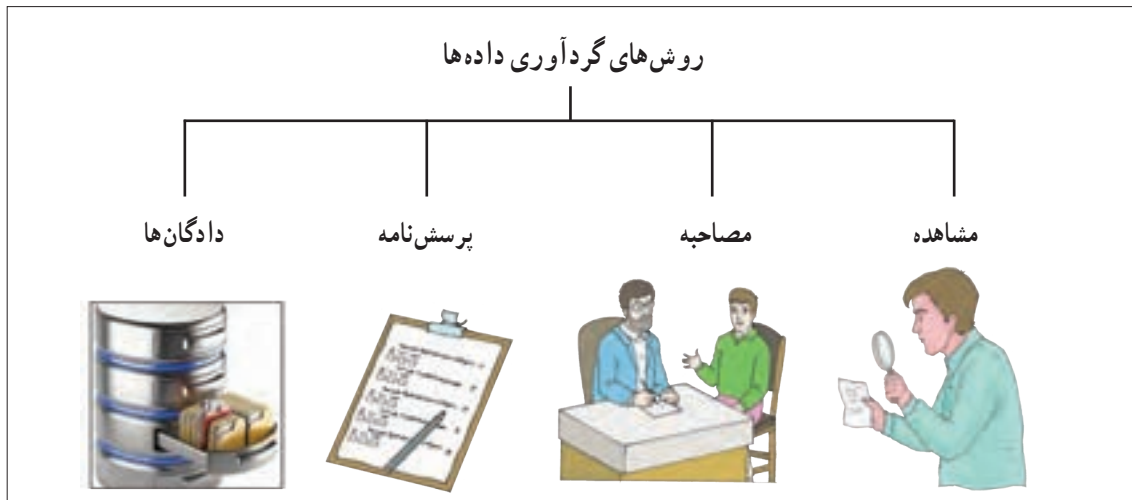 روش‌های گردآوری داده‌ها
مشاهده
مصاحبه
پرسش‌نامه
دادگان‌ها